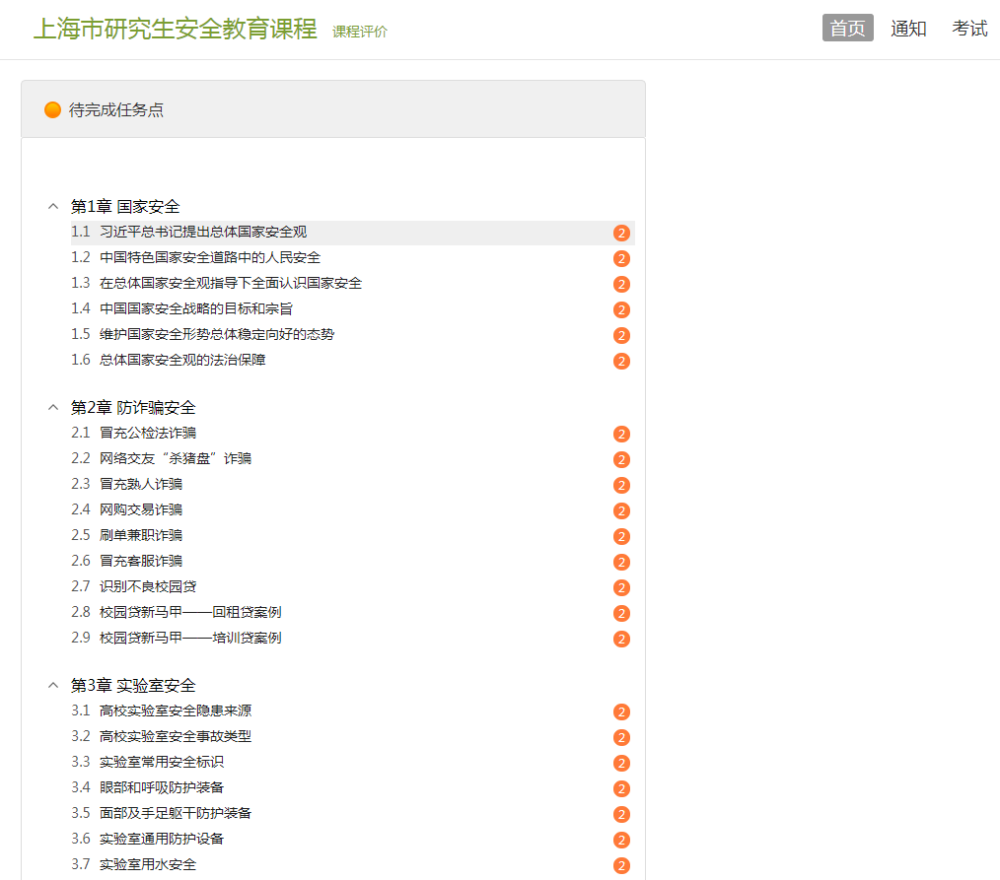 上海市研究生安全教育课程 课程评价 首页 通知 考试
待完成任务点
第1章 国家安全
1.1 习近平总书记提出总体国家安全观 2
1.2 中国特色国家安全道路中的人民安全 2
1.3 在总体国家安全观指导下全面认识国家安全 2
1.4 中国国家安全战略的目标和宗旨 2
1.5 维护国家安全形势总体稳定向好的态势 2
1.6 总体国家安全观的法治保障 2
第2章 防诈骗安全
2.1 冒充公检法诈骗 2
2.2 网络交友“杀猪盘”诈骗 2
2.3 冒充熟人诈骗 2
2.4 网购交易诈骗 2
2.5 刷单兼职诈骗 2
2.6 冒充客服诈骗 2
2.7 识别不良校园贷 2
2.8 校园贷新马甲——回租贷案例 2
2.9 校园贷新马甲——培训贷案例 2
第3章 实验室安全
3.1 高校实验室安全隐患来源 2
3.2 高校实验室安全事故类型 2
3.3 实验室常用安全标识 2
3.4 眼部和呼吸防护装备 2
3.5 面部及手足躯干防护装备 2
3.6 实验室通用防护设备 2
3.7 实验室用水安全 2